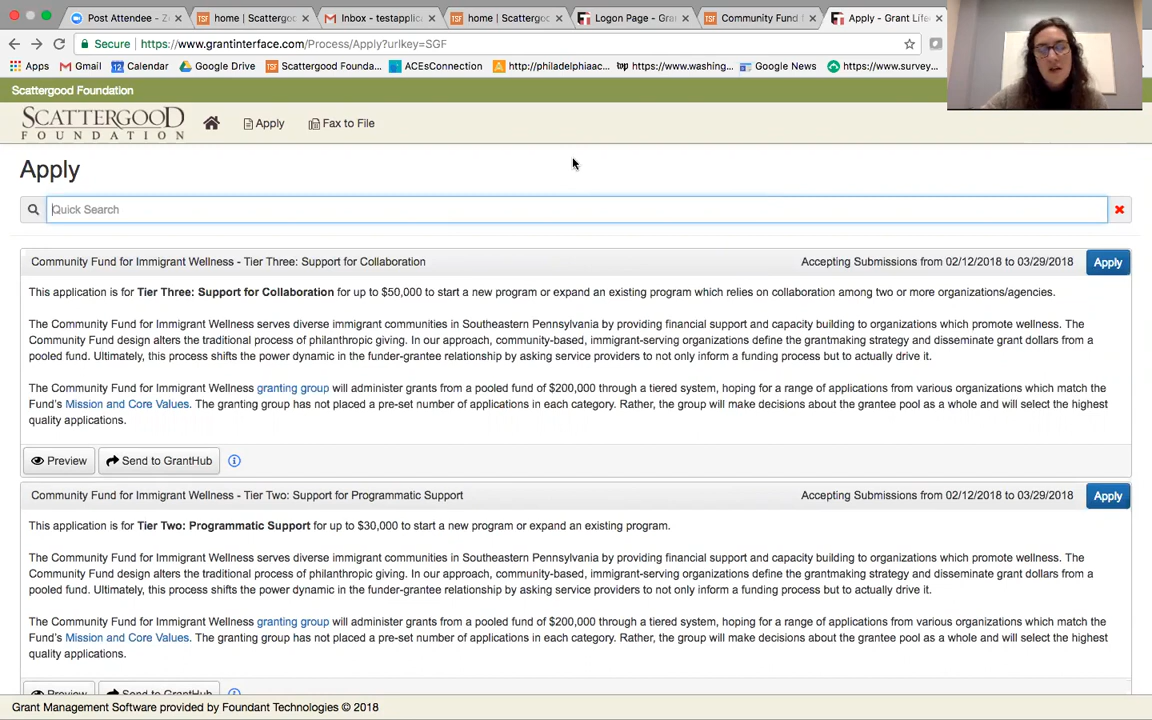 Post Attendee - Z
home | Scattergoo
Inbox - testapplic
home | Scattergoo
Logon Page - Gra
Community Fund f
Apply - Grant Life
Secure
https://www.grantinterface.com/Process/Apply?urlkey=SGF
Apps
Gmail
Calendar
Google Drive
Scattergood Founda...
ACEsConnection
http://philadelphiaac...
https://www.washing...
Google News
https://www.survey...
Scattergood Foundation
SCATTERGOOD
FOUNDATION
Apply
Fax to File
Apply
Quick Search
Community Fund for Immigrant Wellness - Tier Three: Support for Collaboration
Accepting Submissions from 02/12/2018 to 03/29/2018
Apply
This application is for Tier Three: Support for Collaboration for up to $50,000 to start a new program or expand an existing program which relies on collaboration among two or more organizations/agencies.
The Community Fund for Immigrant Wellness serves diverse immigrant communities in Southeastern Pennsylvania by providing financial support and capacity building to organizations which promote wellness. The
Community Fund design alters the traditional process of philanthropic giving. In our approach, community-based, immigrant-serving organizations define the grantmaking strategy and disseminate grant dollars from a
pooled fund. Ultimately, this process shifts the power dynamic in the funder-grantee relationship by asking service providers to not only inform a funding process but to actually drive it.
The Community Fund for Immigrant Wellness granting group will administer grants from a pooled fund of $200,000 through a tiered system, hoping for a range of applications from various organizations which match the
Fund's Mission and Core Values. The granting group has not placed a pre-set number of applications in each category. Rather, the group will make decisions about the grantee pool as a whole and will select the highest
quality applications.
Preview
Send to GrantHub
Community Fund for Immigrant Wellness - Tier Two: Support for Programmatic Support
Accepting Submissions from 02/12/2018 to 03/29/2018
Apply
This application is for Tier Two: Programmatic Support for up to $30,000 to start a new program or expand an existing program.
The Community Fund for Immigrant Wellness serves diverse immigrant communities in Southeastern Pennsylvania by providing financial support and capacity building to organizations which promote wellness. The
Community Fund design alters the traditional process of philanthropic giving. In our approach, community-based, immigrant-serving organizations define the grantmaking strategy and disseminate grant dollars from a
pooled fund. Ultimately, this process shifts the power dynamic in the funder-grantee relationship by asking service providers to not only inform a funding process but to actually drive it.
The Community Fund for Immigrant Wellness granting group will administer grants from a pooled fund of $200,000 through a tiered system, hoping for a range of applications from various organizations which match the
Fund's Mission and Core Values. The granting group has not placed a pre-set number of applications in each category. Rather, the group will make decisions about the grantee pool as a whole and will select the highest
quality applications.
Preview
Send to GrantHub
Grant Management Software provided by Foundant Technologies © 2018